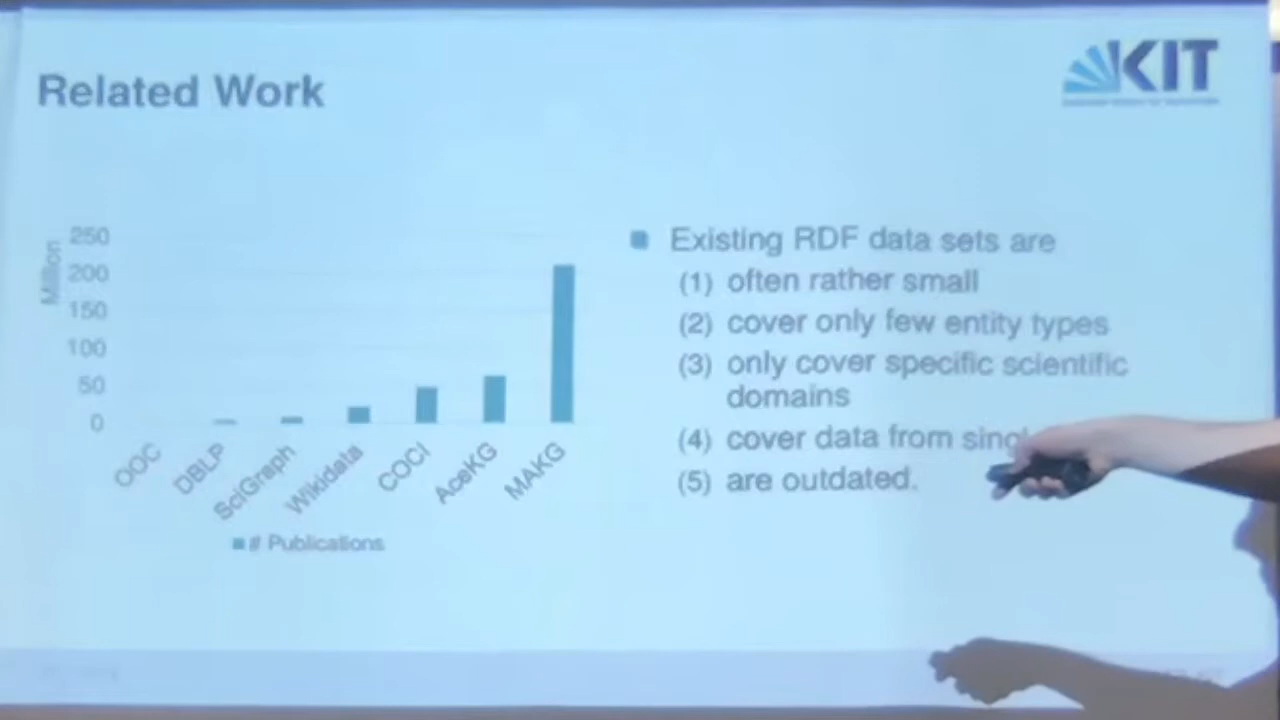 Related Work
KIT
Million
250
200
150
100
50
0
OOC
DBLP
SciGraph
Wikidata
COCI
AceKG
MAKG
# Publications
Existing RDF data sets are
(1) often rather small
(2) cover only few entity types
(3) only cover specific scientific
domains
(4) cover data from
(5) are outdated.